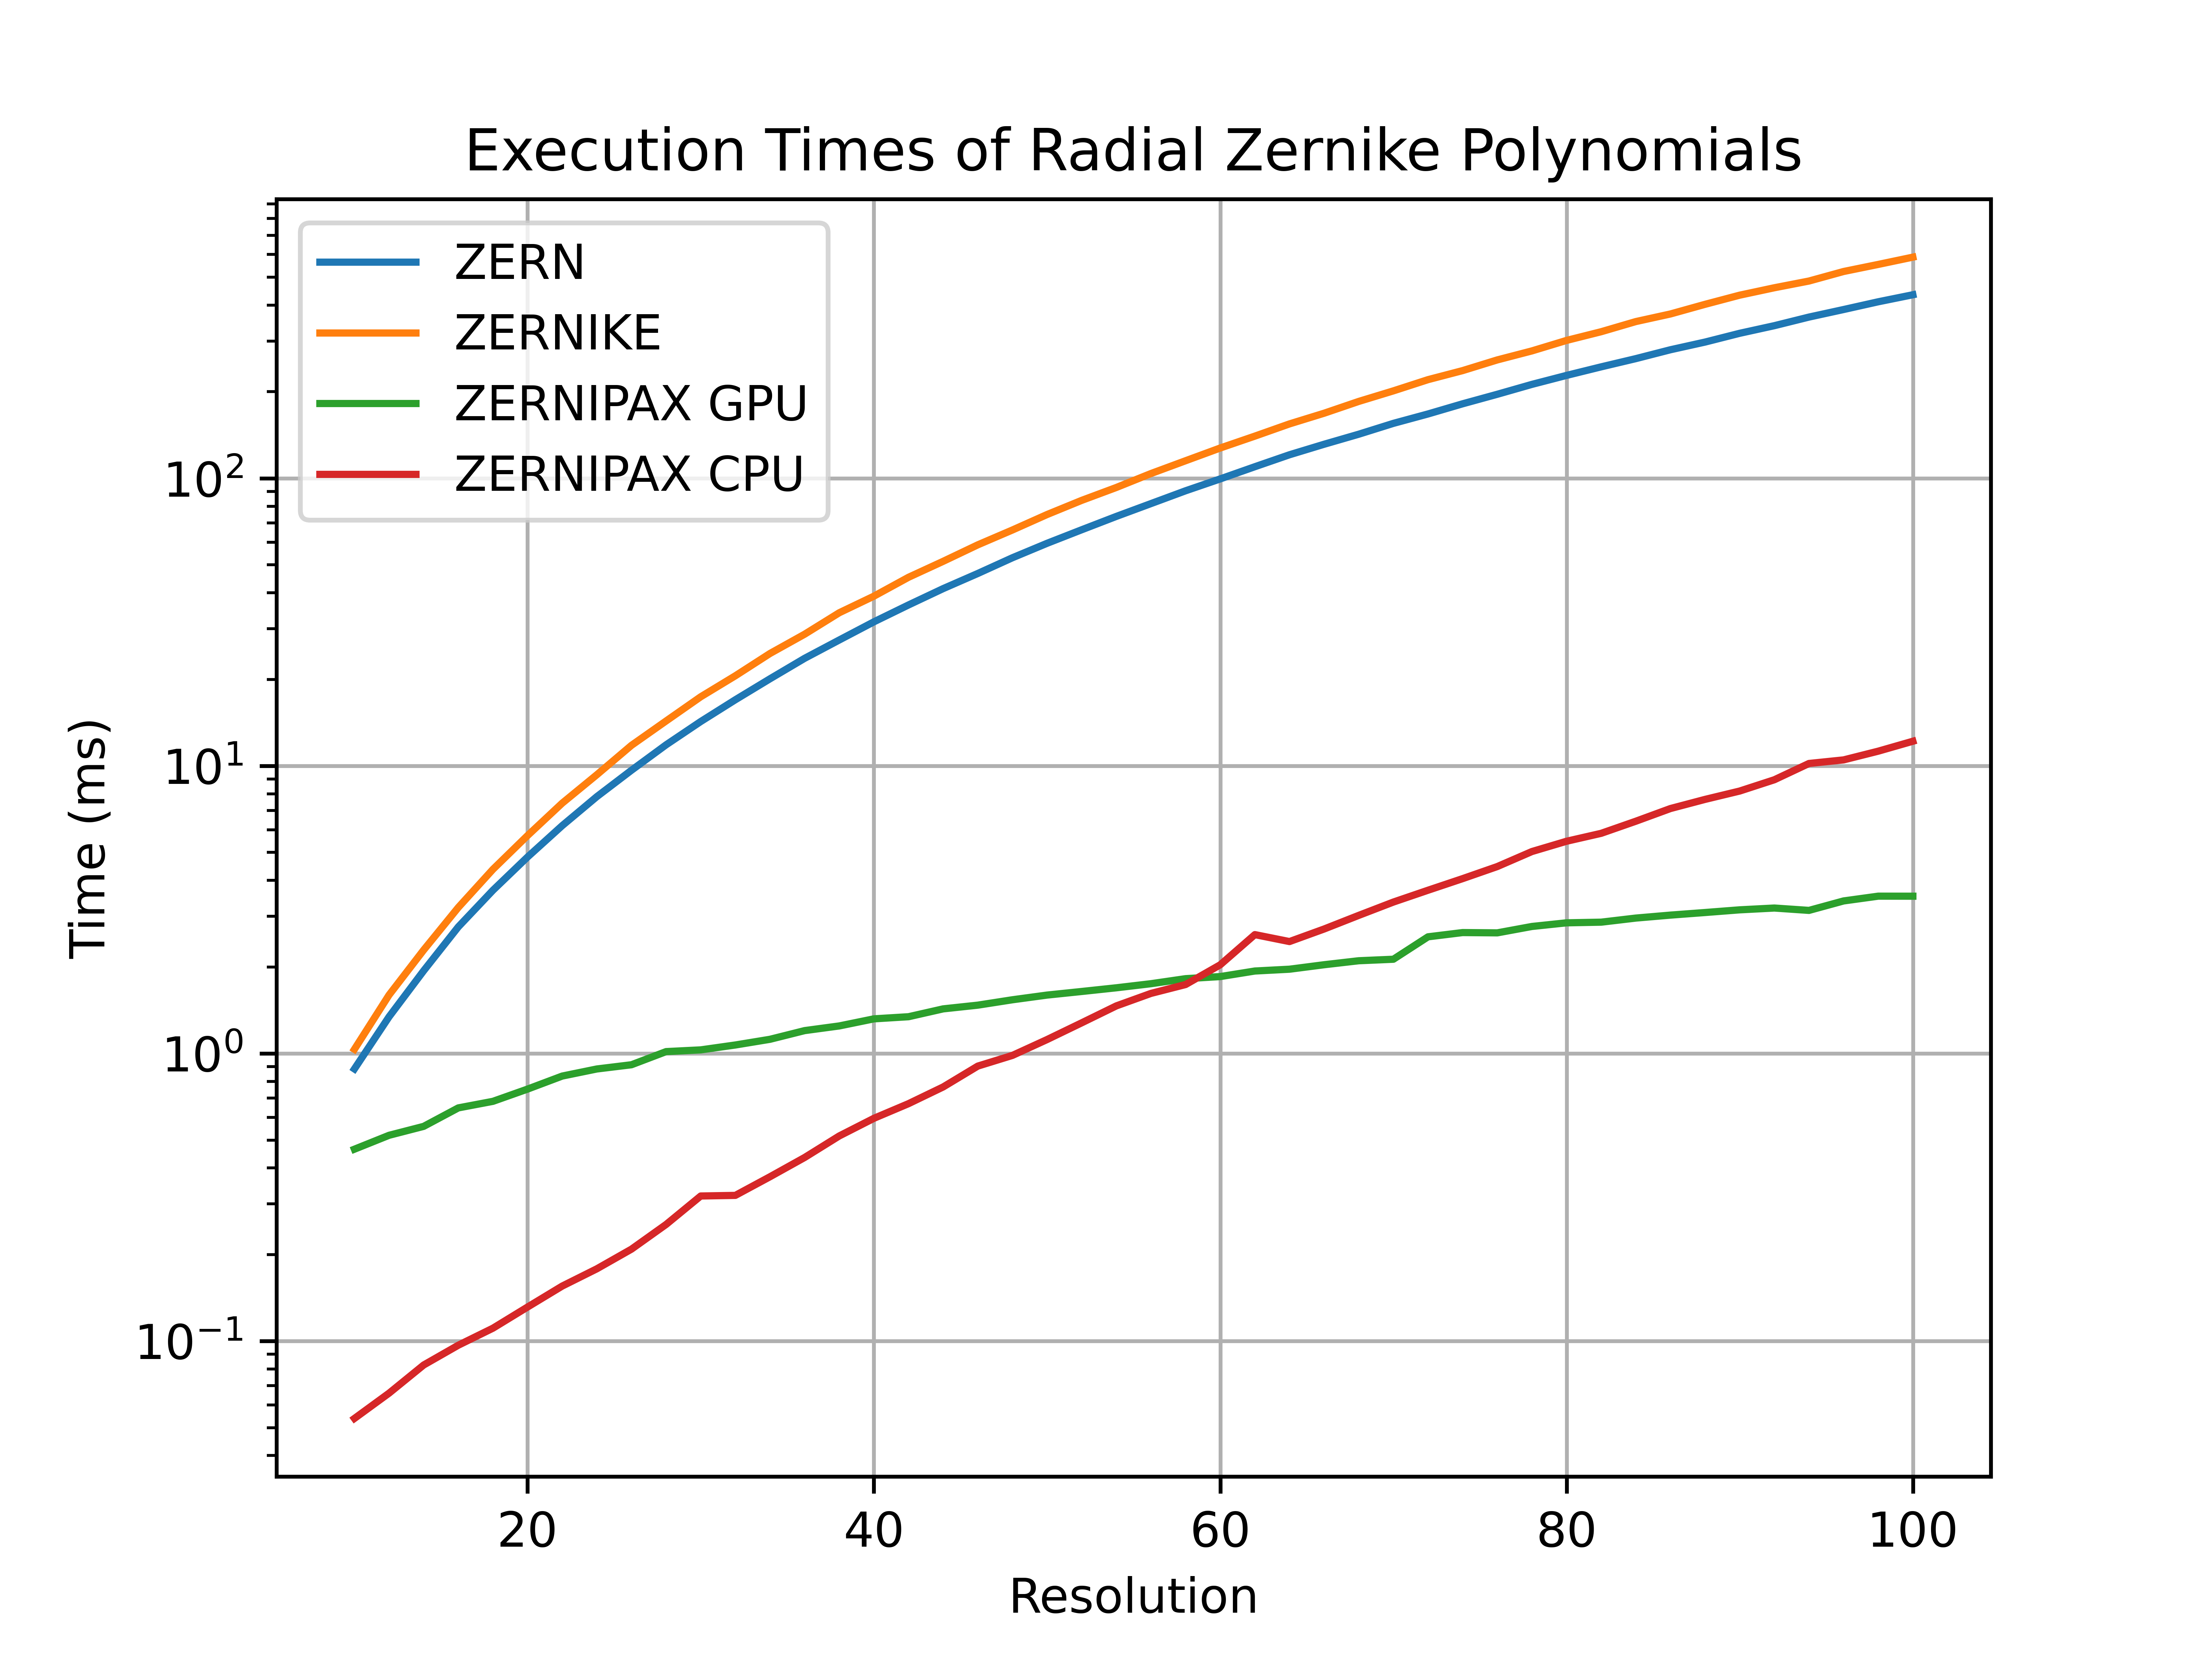 Execution Times of Radial Zernike Polynomials
ZERN
ZERNIKE
ZERNIPAX GPU
ZERNIPAX CPU
10²
10¹
10⁰
10⁻¹
Time (ms)
20 40 60 80 100
Resolution